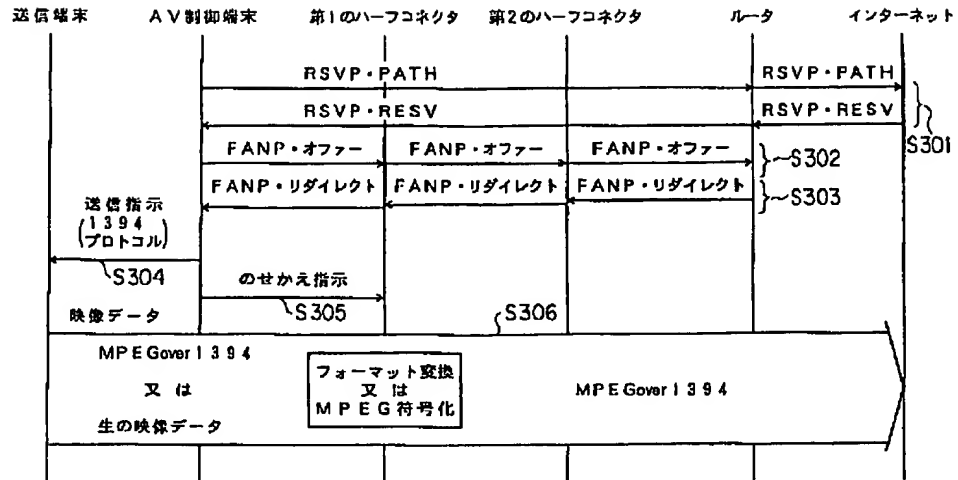 送信端末 AV制御端末 第1のハーフコネクタ 第2のハーフコネクタ ルータ インターネット
RSVP・PATH RSVP・PATH
RSVP・RESV RSVP・RESV
S301
FANP・オファー FANP・オファー FANP・オファー
S302
FANP・リダイレクト FANP・リダイレクト FANP・リダイレクト
S303
送信指示
(1394
プロトコル)
S304
のせかえ指示
S305
S306
映像データ
MPEGover1394
又は
生の映像データ
フォーマット変換
又は
MPEG符号化
MPEGover1394